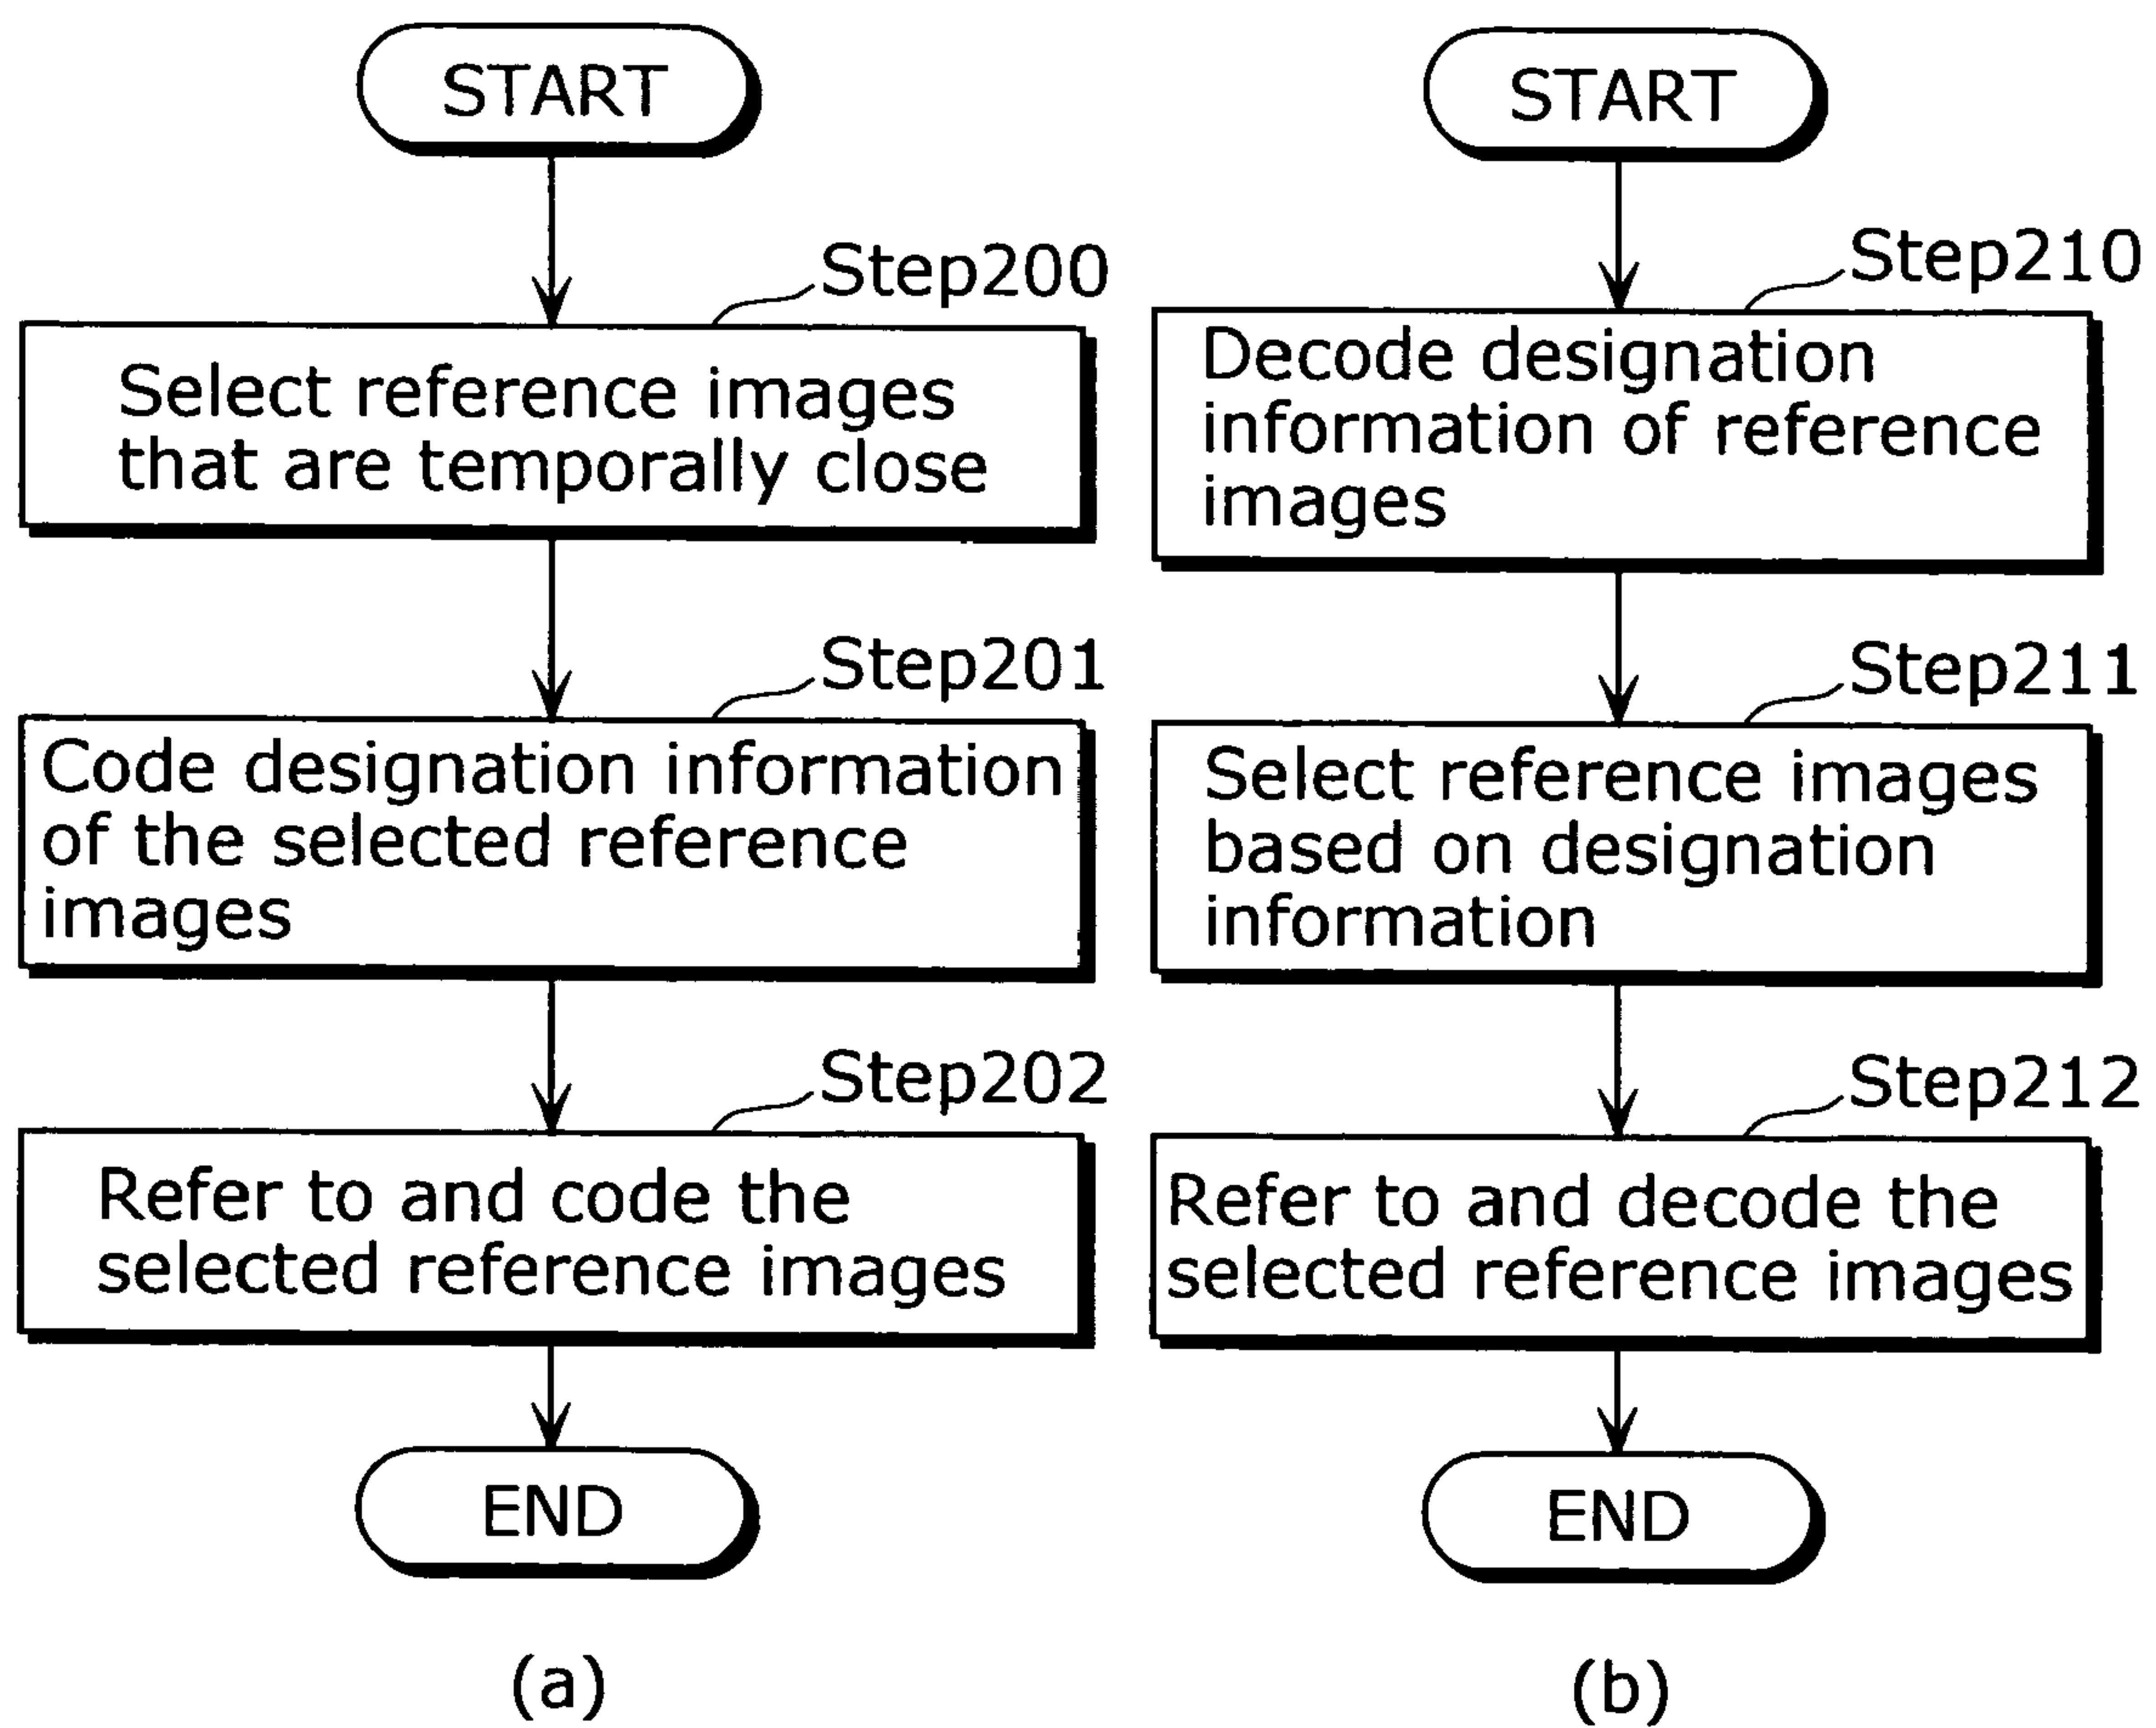 START
Step200
Select reference images
that are temporally close
Step201
Code designation information
of the selected reference
images
Step202
Refer to and code the
selected reference images
END
(a)
START
Step210
Decode designation
information of reference
images
Step211
Select reference images
based on designation
information
Step212
Refer to and decode the
selected reference images
END
(b)